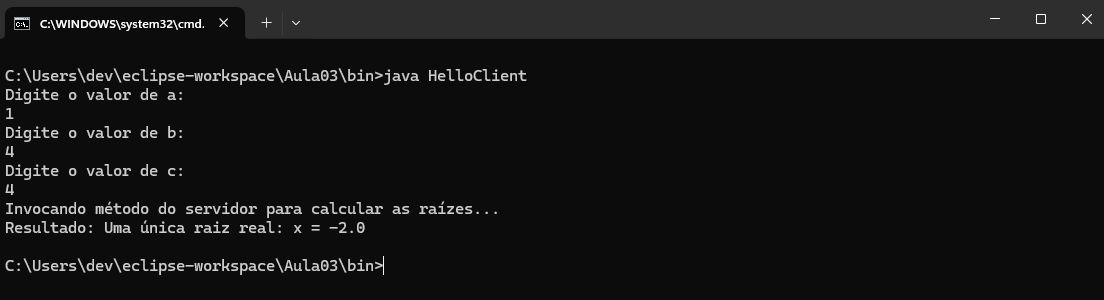 C:\WINDOWS\system32\cmd.
C:\Users\dev\eclipse-workspace\Aula03\bin>java HelloClient
Digite o valor de a:
1
Digite o valor de b:
4
Digite o valor de c:
4
Invocando método do servidor para calcular as raízes...
Resultado: Uma única raiz real: x = -2.0
C:\Users\dev\eclipse-workspace\Aula03\bin>